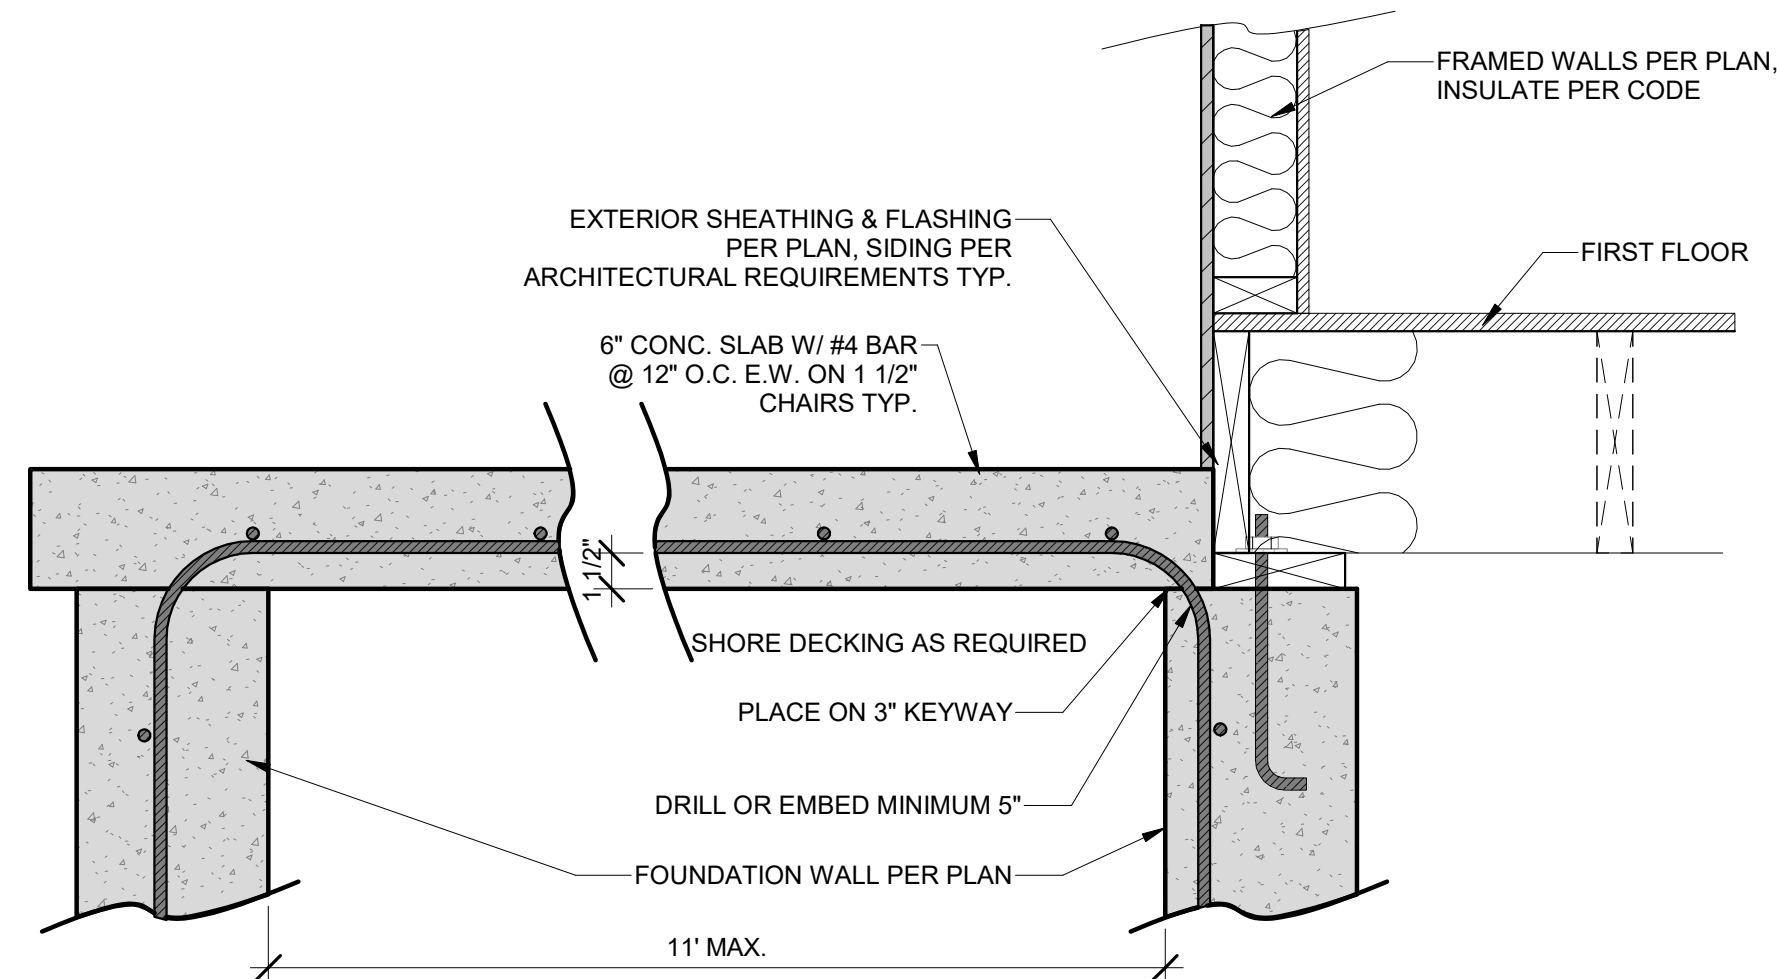 FRAMED WALLS PER PLAN,
INSULATE PER CODE
EXTERIOR SHEATHING & FLASHING
PER PLAN, SIDING PER
ARCHITECTURAL REQUIREMENTS TYP.
FIRST FLOOR
6" CONC. SLAB W/ #4 BAR
@ 12" O.C. E.W. ON 1 1/2"
CHAIRS TYP.
1 1/2"
SHORE DECKING AS REQUIRED
PLACE ON 3" KEYWAY
DRILL OR EMBED MINIMUM 5"
FOUNDATION WALL PER PLAN
11' MAX.